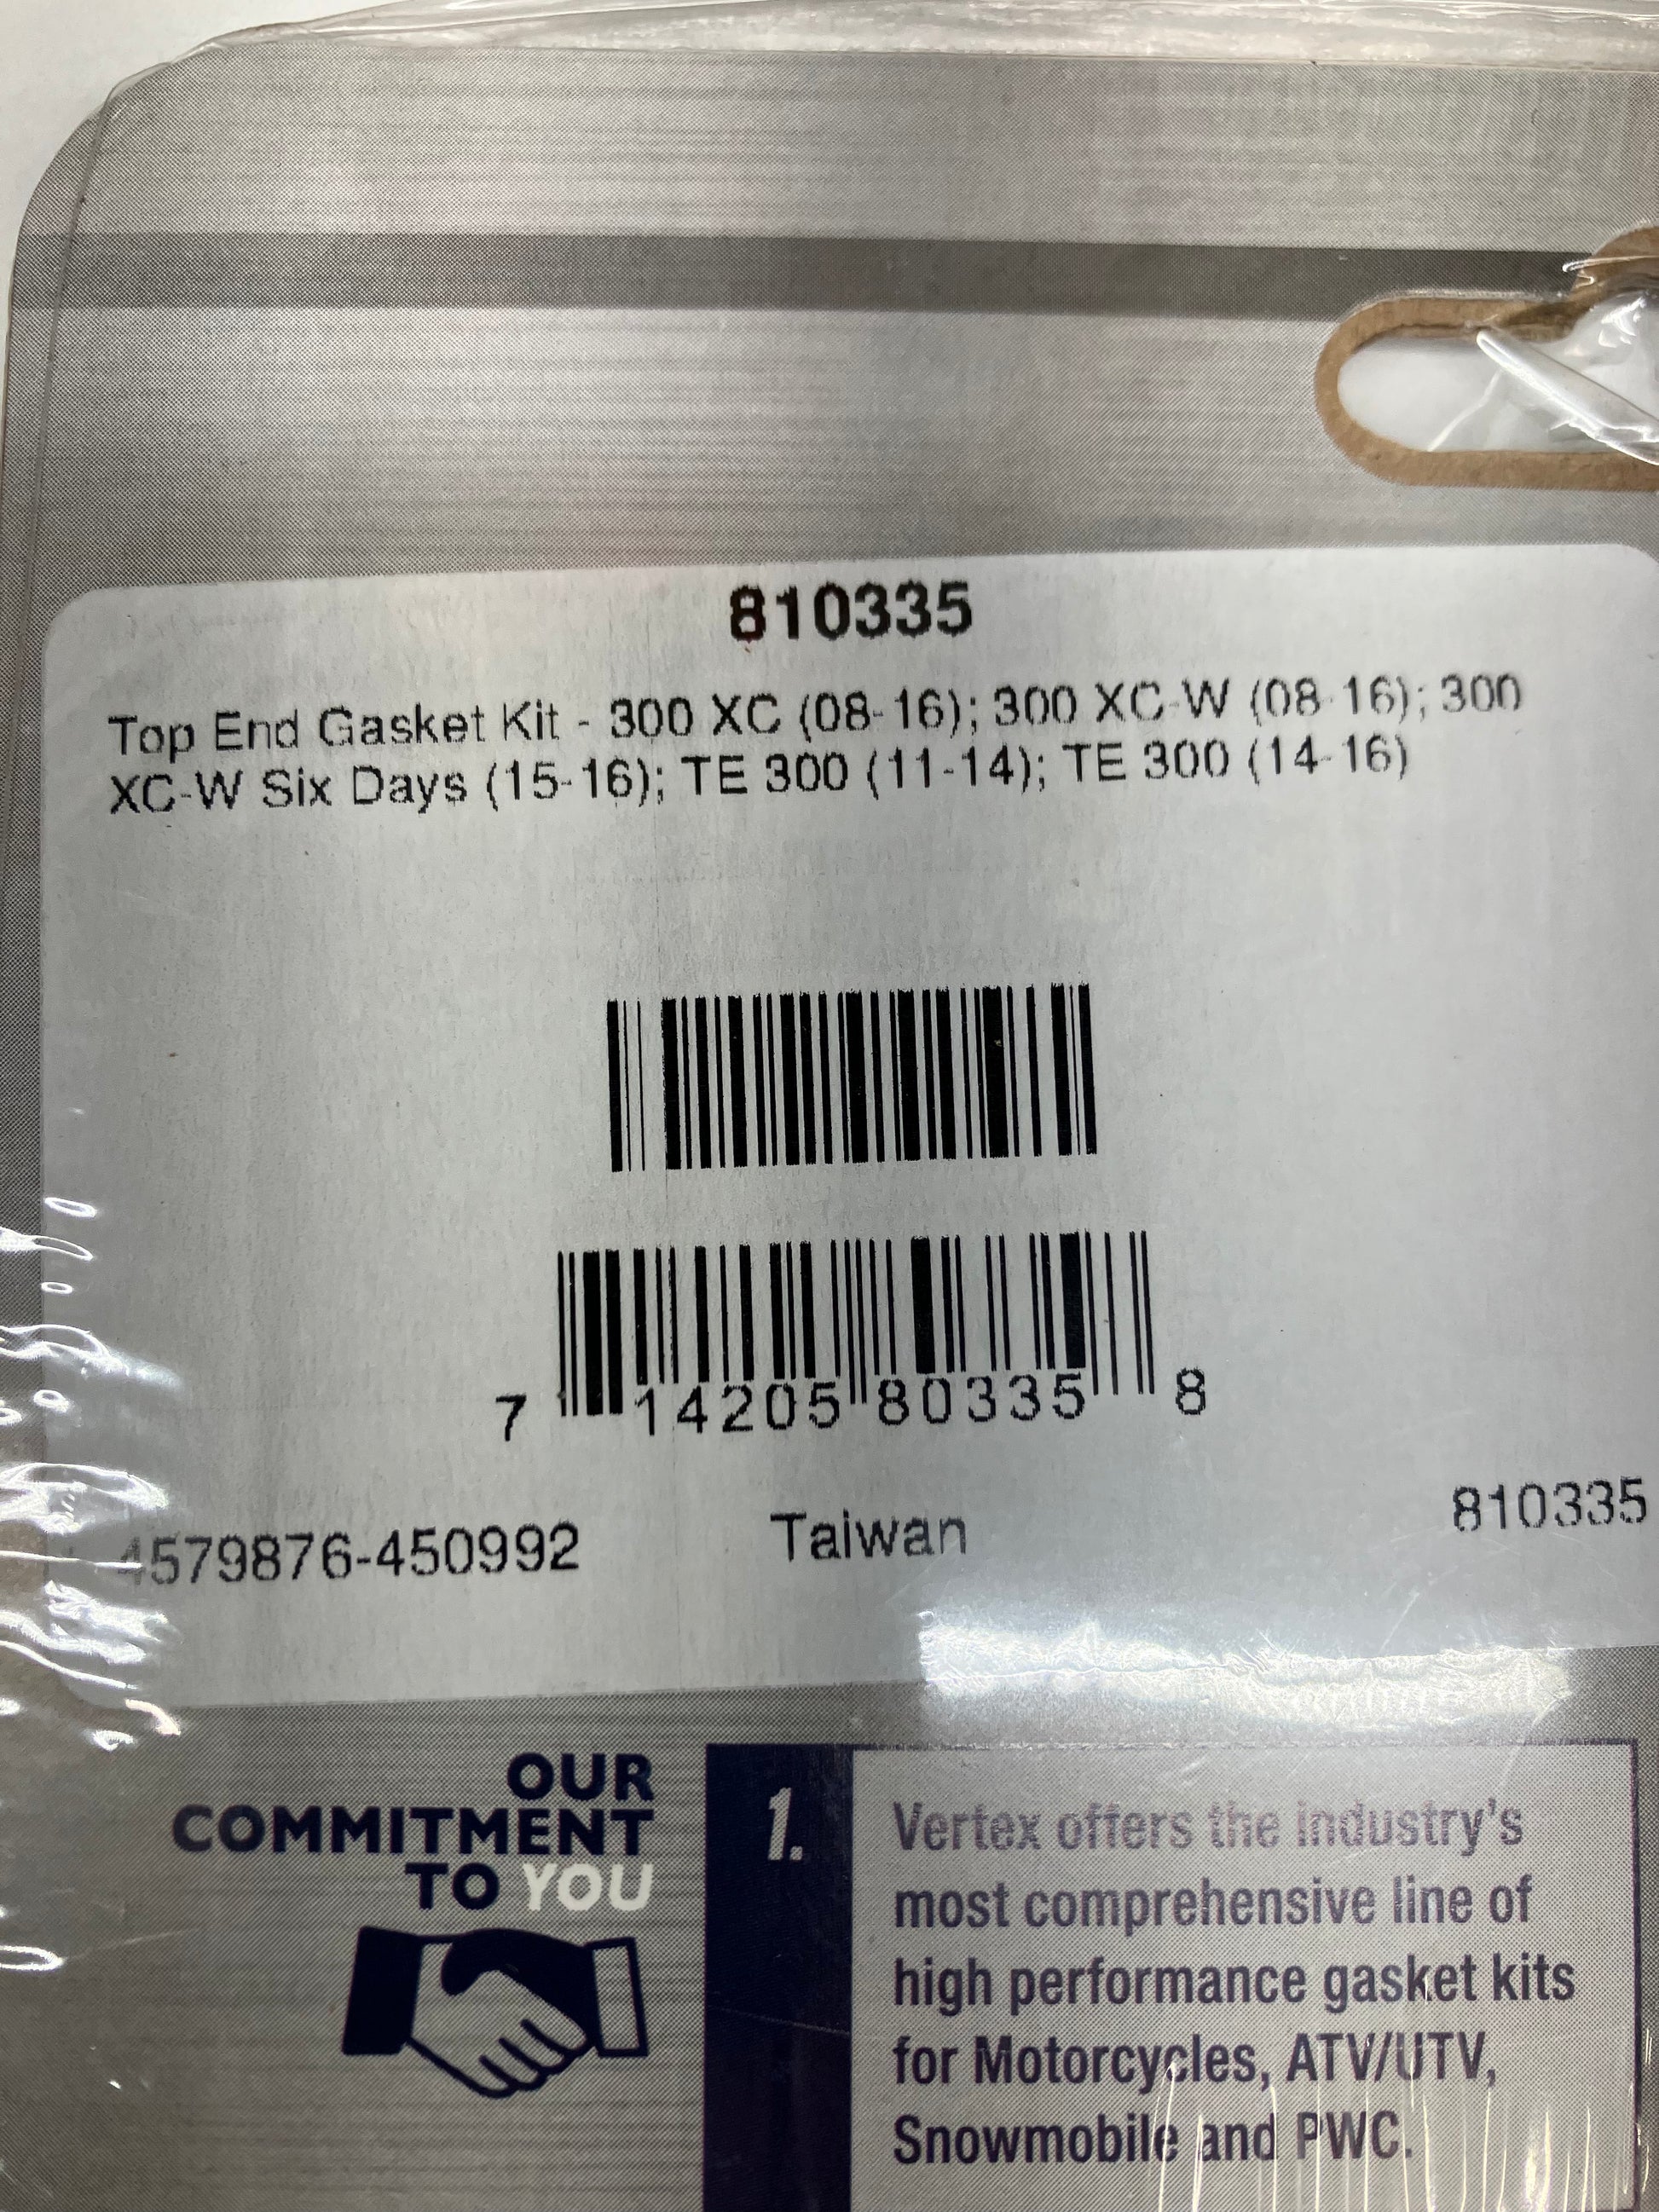 810335
Top End Gasket Kit - 300 XC (08-16); 300 XC-W (08-16); 300
XC-W Six Days (15-16); TE 300 (11-14); TE 300 (14-16)
7 14205 80335 8
4579876-450992 Taiwan 810335
OUR
COMMITMENT
TO YOU
1.
Vertex offers the industry's
most comprehensive line of
high performance gasket kits
for Motorcycles, ATV/UTV,
Snowmobile and PWC.